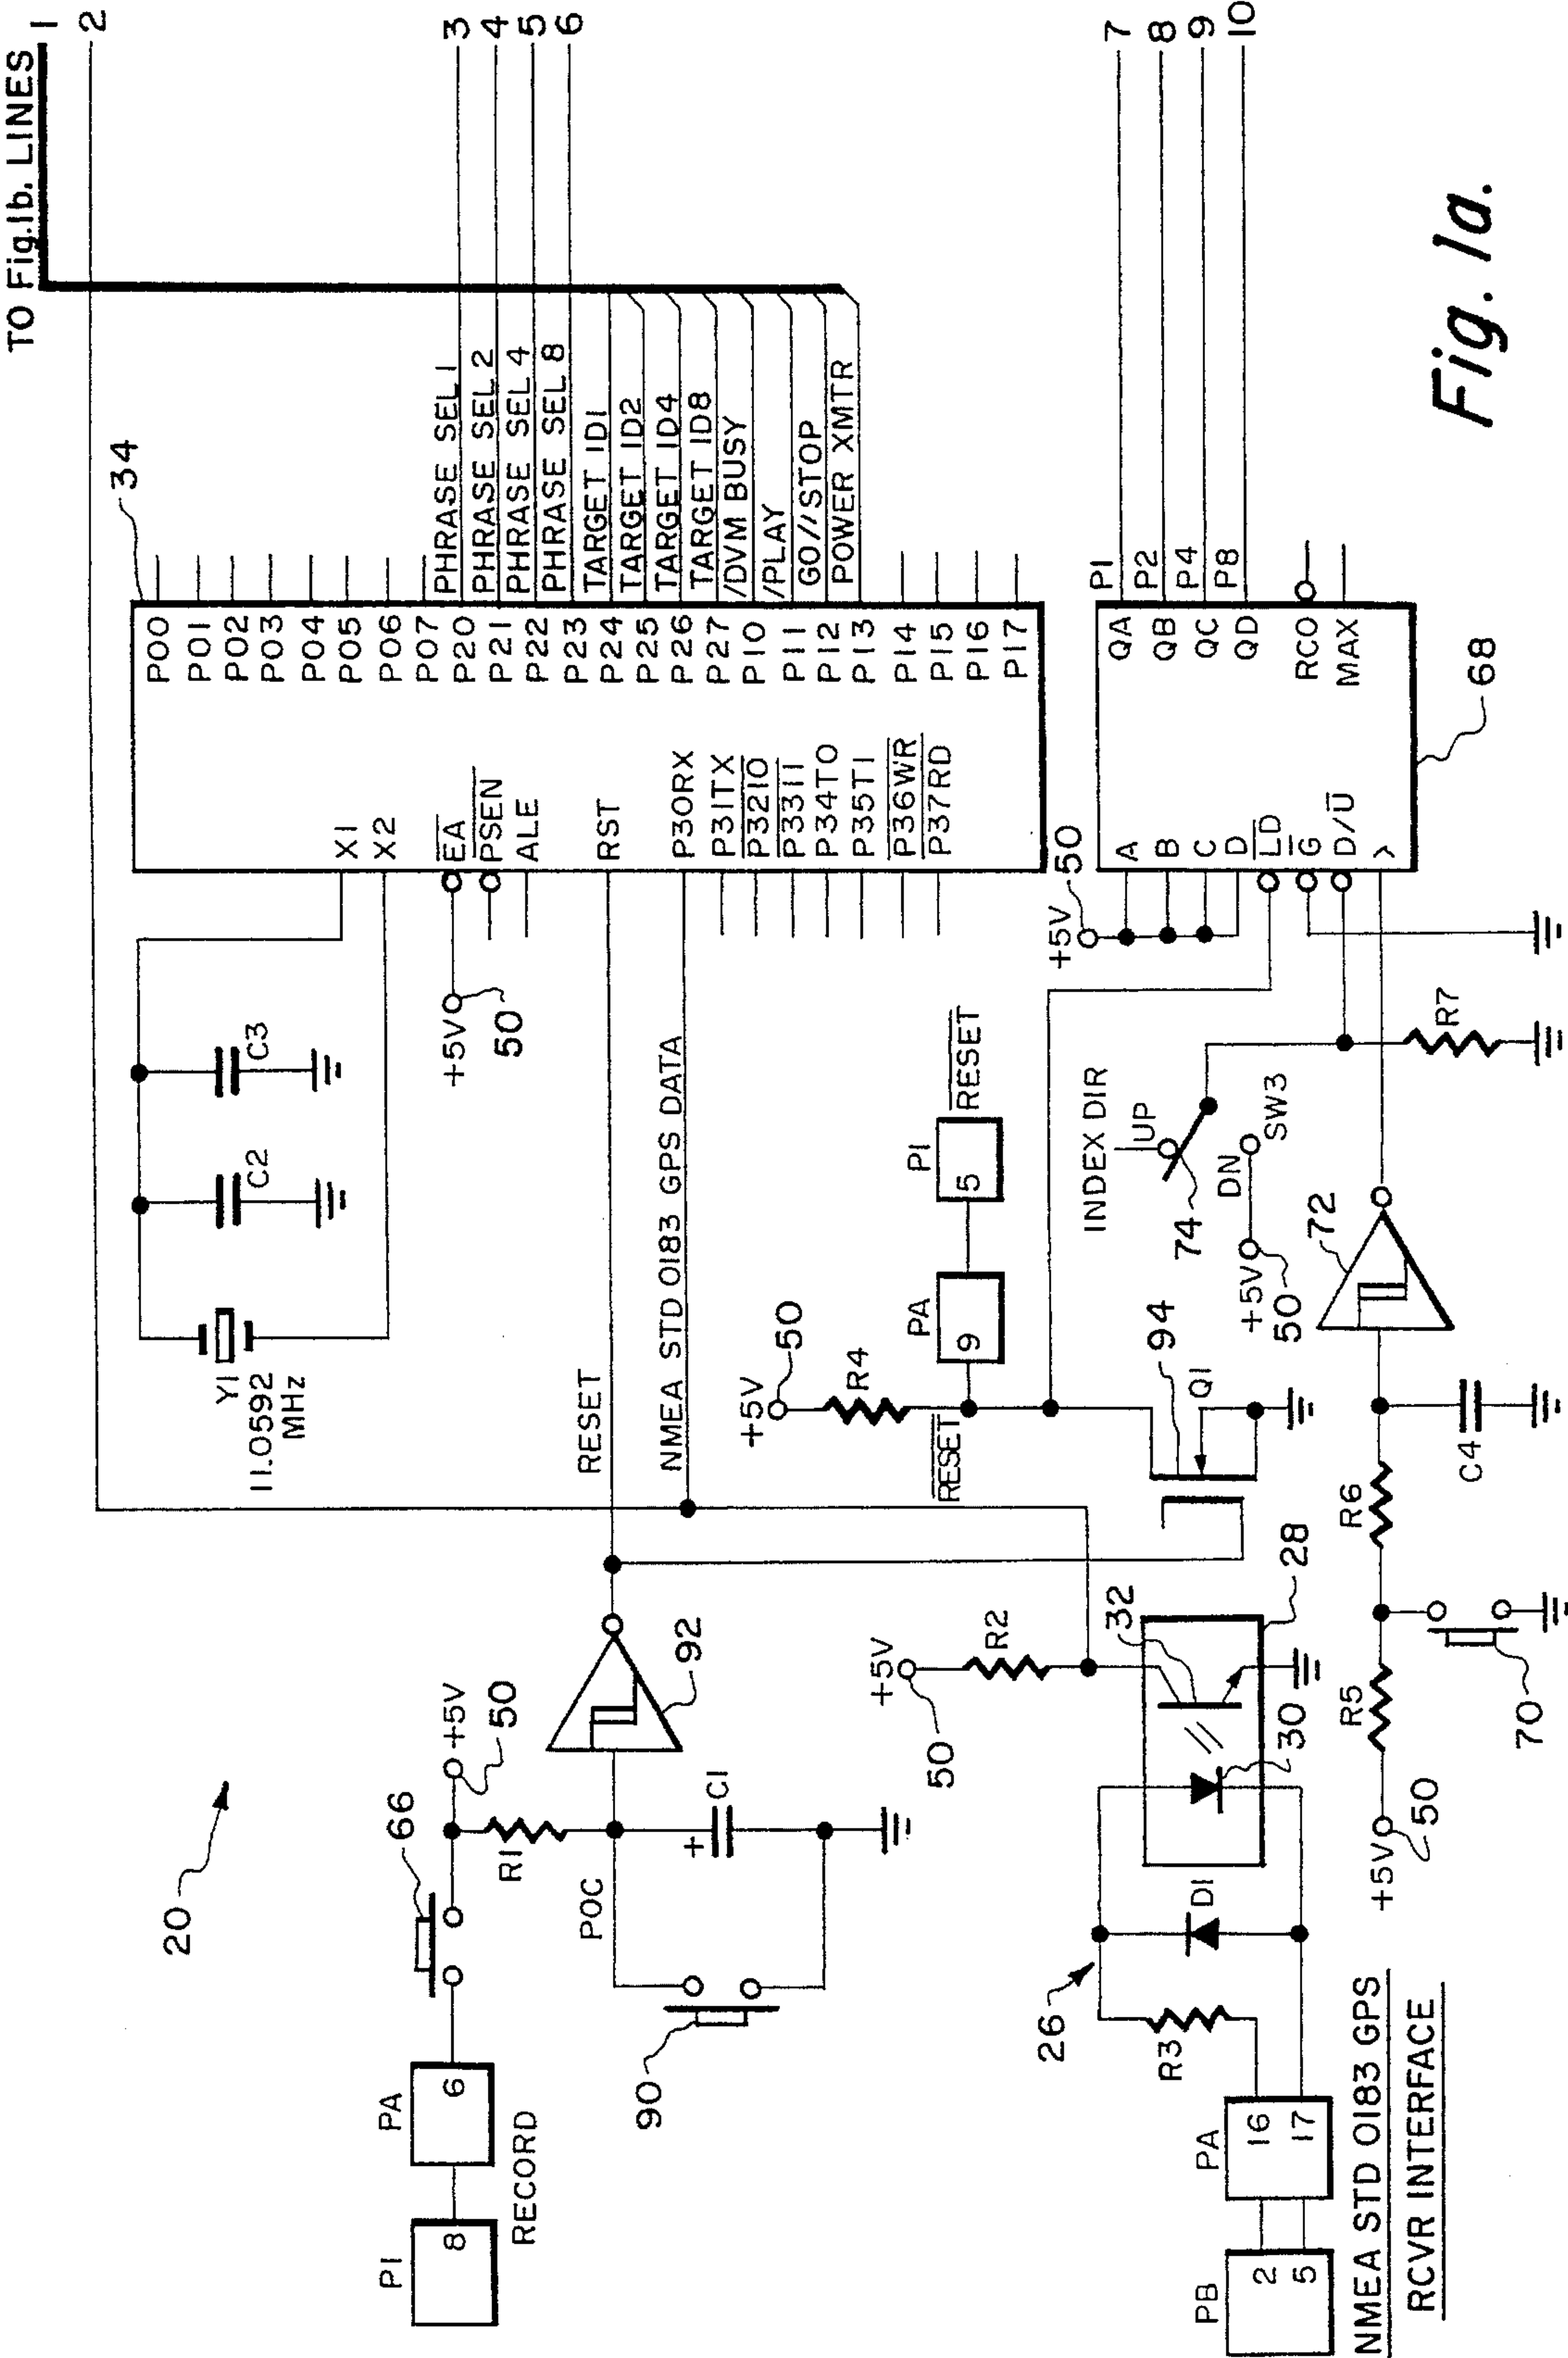 TO Fig.1b. LINES
1
2
3
4
5
6
7
8
9
10
34
P00
P01
P02
P03
P04
P05
P06
P07
P20
P21
P22
P23
P24
P25
P26
P27
P10
P11
P12
P13
P14
P15
P16
P17
PHRASE SEL 1
PHRASE SEL 2
PHRASE SEL 4
PHRASE SEL 8
TARGET ID1
TARGET ID2
TARGET ID4
TARGET ID8
/DVM BUSY
/PLAY
GO//STOP
POWER XMTR
X1
X2
EA
PSEN
ALE
RST
P30RX
P31TX
P32I0
P33I1
P34T0
P35T1
P36WR
P37RD
C3
C2
Y1
11.0592
MHz
+5V
50
RESET
NMEA STD 0183 GPS DATA
20
66
+5V
50
R1
POC
C1
+
92
90
PA
6
P1
8
RECORD
+5V
50
R4
RESET
PA
9
P1
5
RESET
94
Q1
+5V
50
R2
32
28
30
D1
26
R3
PA
16
17
PB
2
5
NMEA STD 0183 GPS
RCVR INTERFACE
+5V
50
R5
R6
70
C4
72
INDEX DIR
UP
74
DN
SW3
+5V
50
R7
+5V
50
A
B
C
D
LD
G
D/U
>
QA
QB
QC
QD
RCO
MAX
P1
P2
P4
P8
68
Fig. 1a.